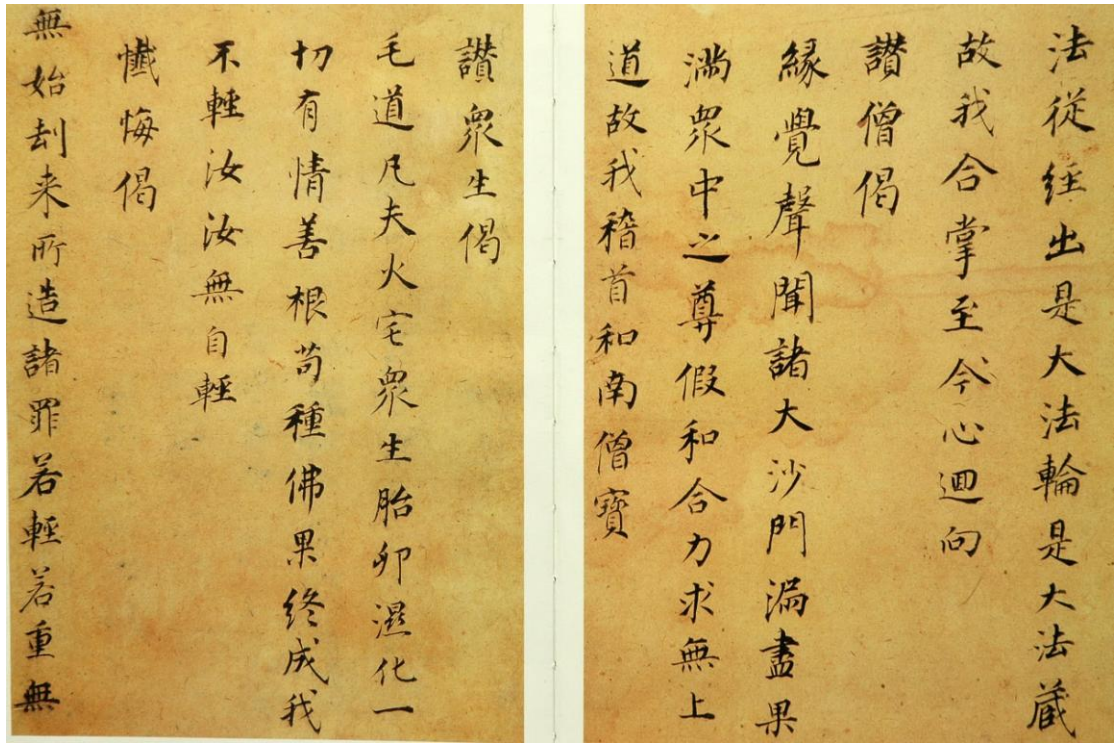 法從經出是大法輪是大法藏
故我合掌至今心迴向
讃僧偈
緣覺聲聞諸大沙門漏盡果
滿衆中之尊假和合力求無上
道故我稽首和南僧寶
讃衆生偈
毛道凡夫火宅衆生胎卵濕化一
切有情善根苟種佛果終成我
不輕汝汝無自輕
懺悔偈
無始刦来所造諸罪若輕若重無